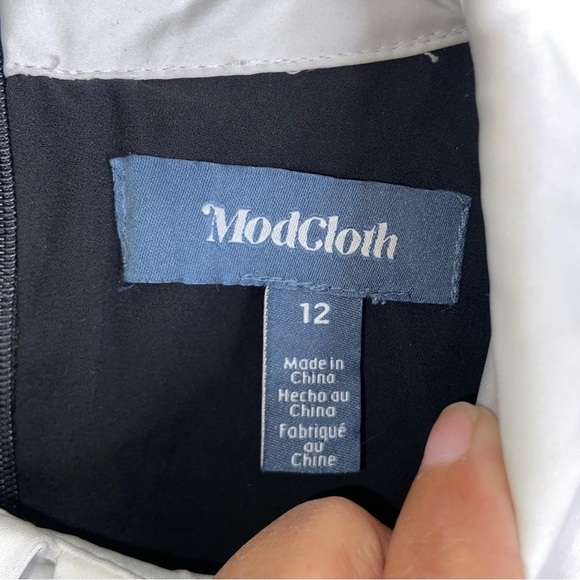 ModCloth
12
Made in
China
Hecho au
China
Fabriqué
au
Chine